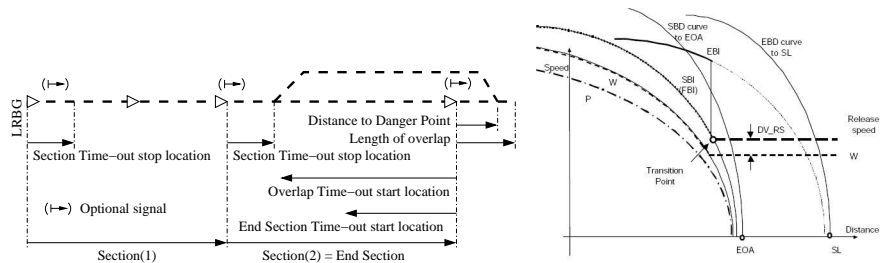 LRBG
Distance to Danger Point
Length of overlap
Section Time−out stop location
Section Time−out stop location
Overlap Time−out start location
Optional signal
End Section Time−out start location
Section(1)
Section(2) = End Section
SBD curve
to EOA
EBD curve
to SL
EBI
Speed
W
SBI
(FBI)
P
DV_RS
Release
speed
W
Transition
Point
Distance
EOA
SL